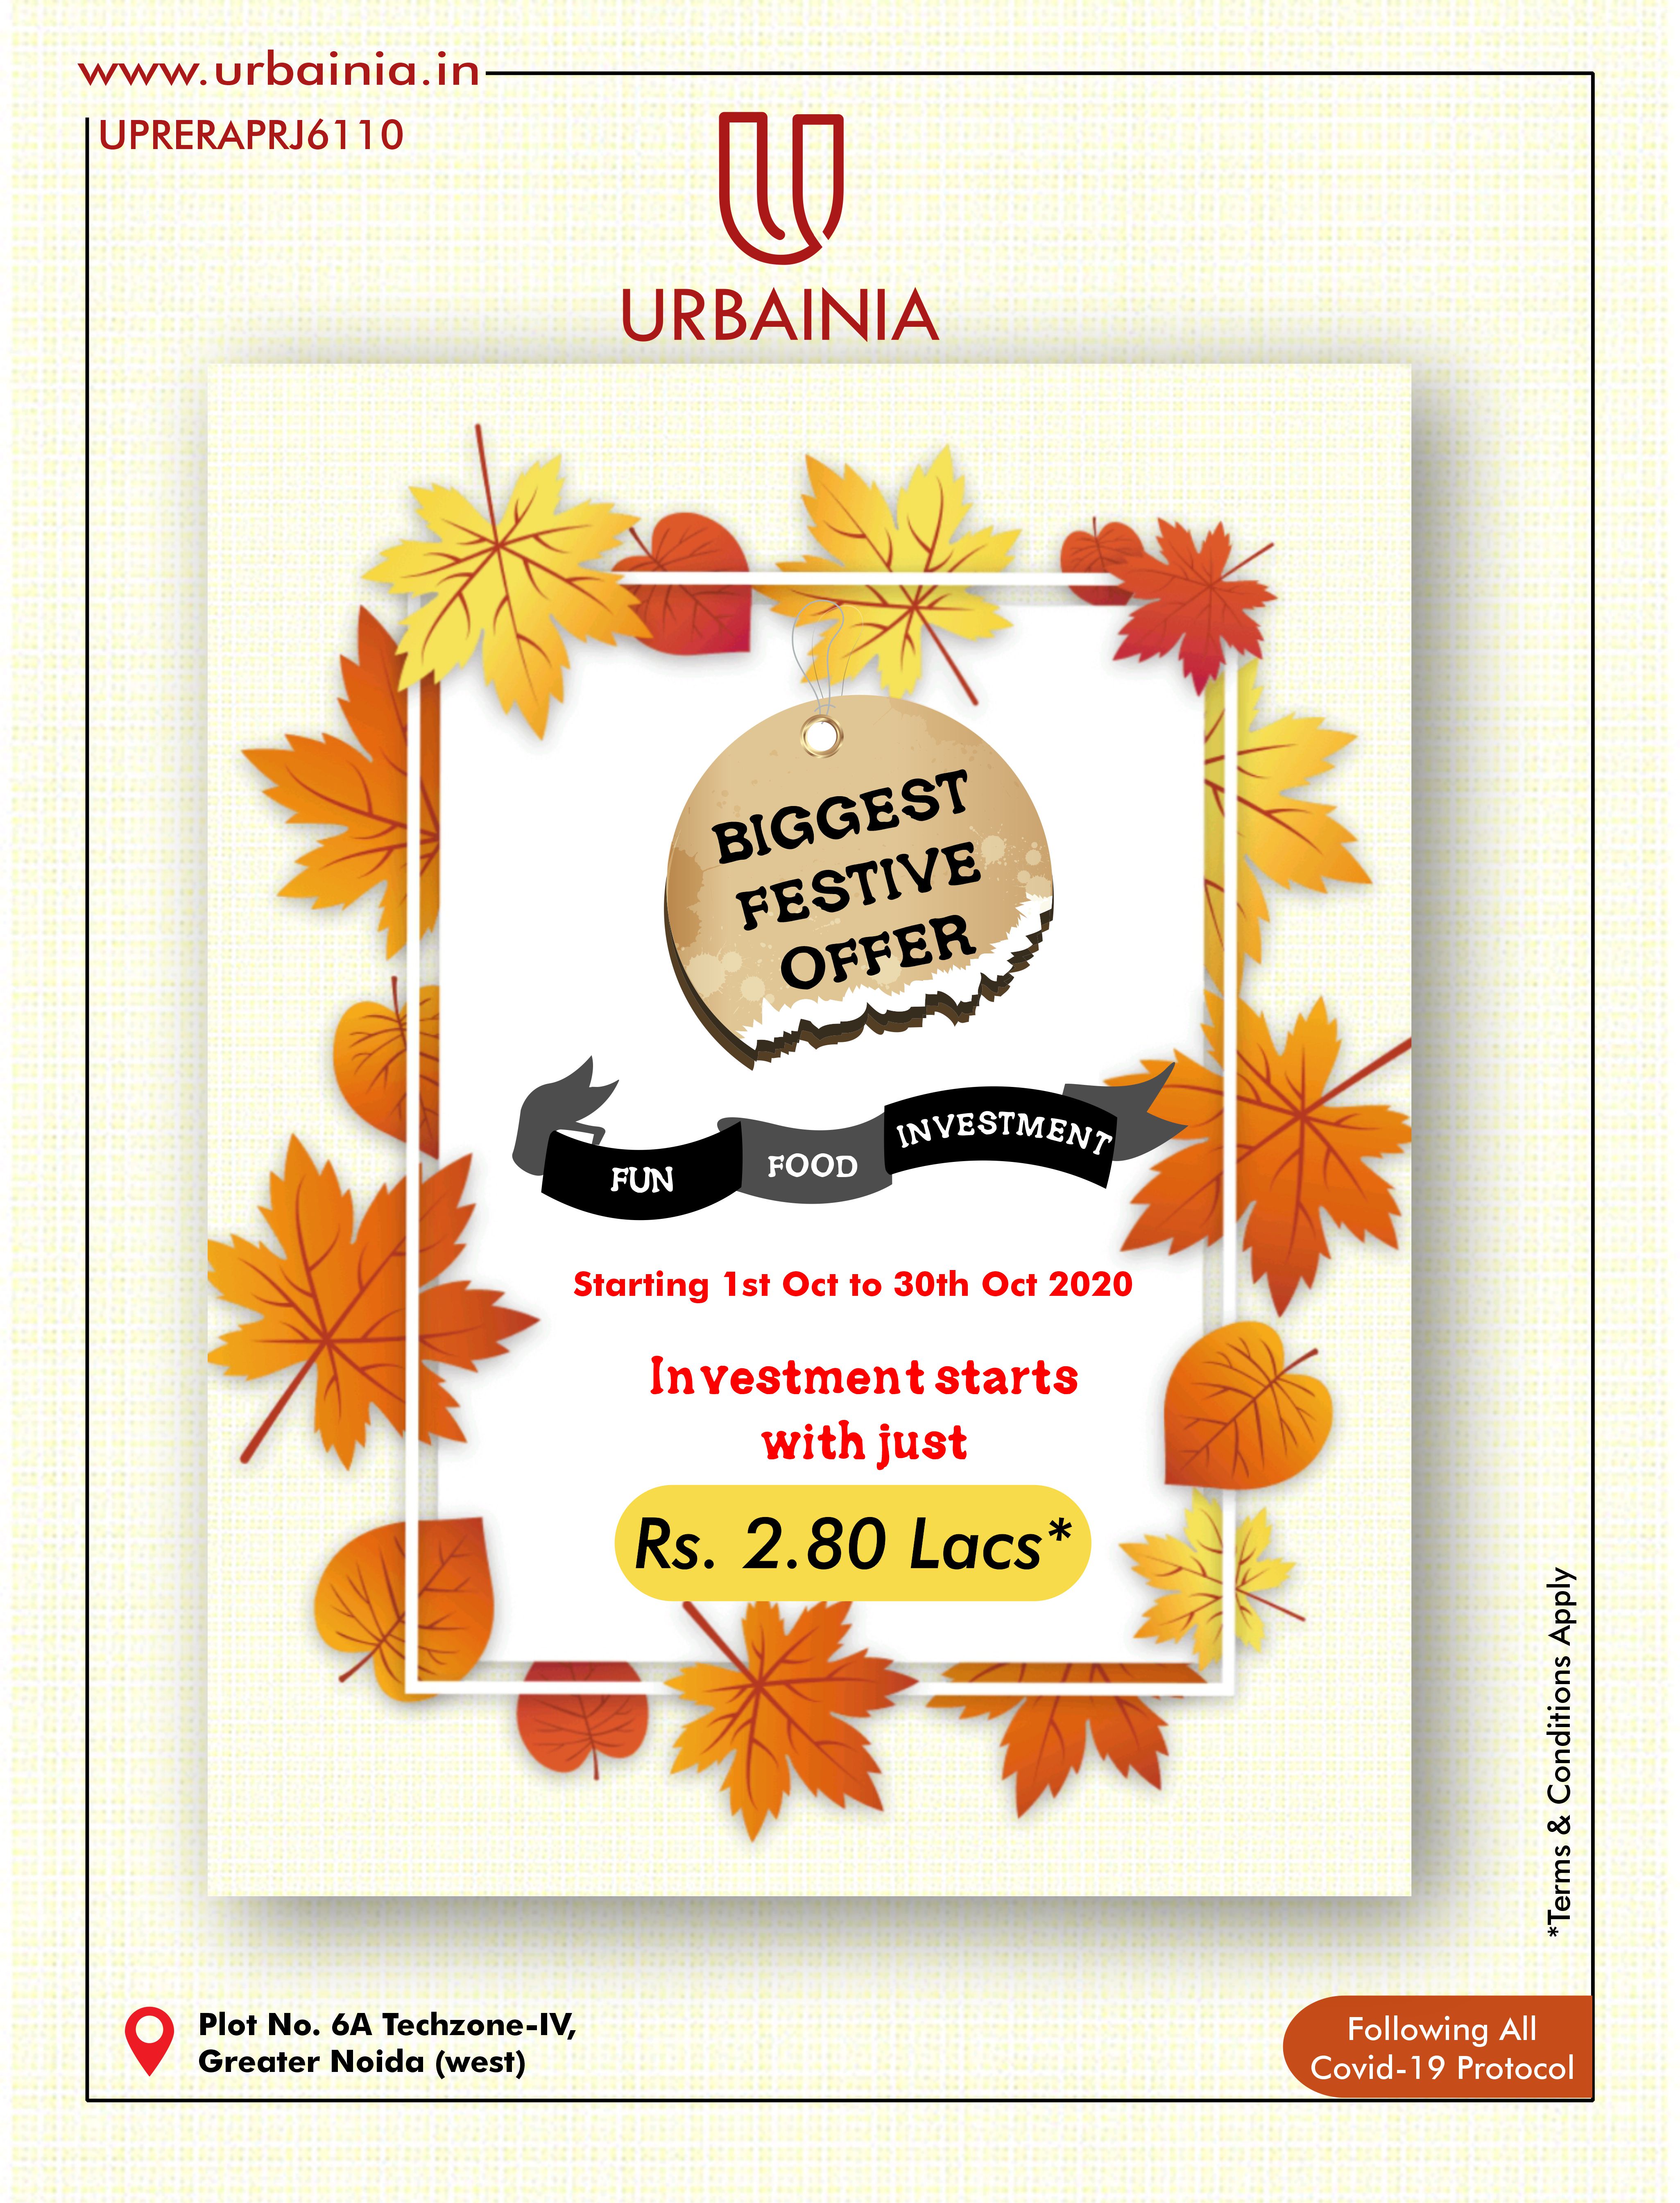 www.urbainia.in
UPRERAPRJ6110
URBAINIA
BIGGEST
FESTIVE
OFFER
FUN
FOOD
INVESTMENT
Starting 1st Oct to 30th Oct 2020
Investment starts
with just
Rs. 2.80 Lacs*
*Terms & Conditions Apply
Plot No. 6A Techzone-IV,
Greater Noida (west)
Following All
Covid-19 Protocol